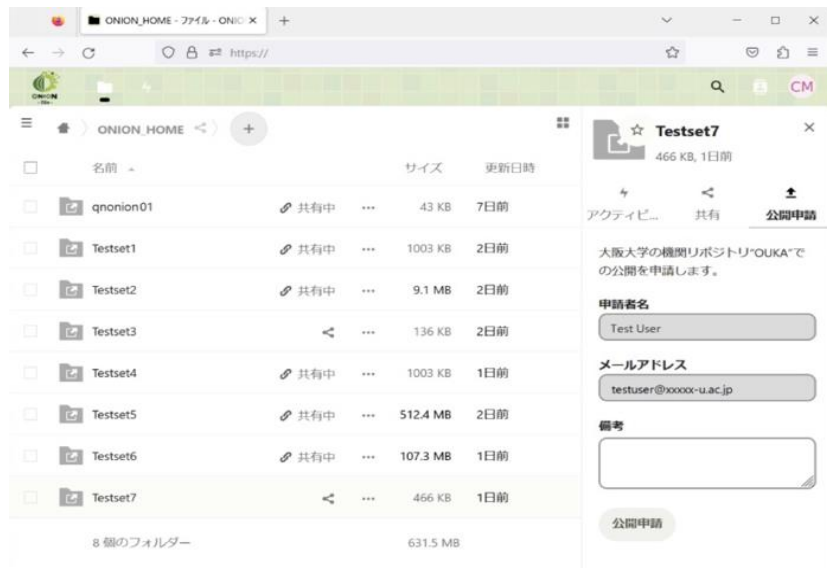 ONION_HOME - ファイル - ONIO
https://
ONION
CM
ONION_HOME
名前 サイズ 更新日時
qnonion01 共有中 43 KB 7日前
Testset1 共有中 1003 KB 2日前
Testset2 共有中 9.1 MB 2日前
Testset3 136 KB 2日前
Testset4 共有中 1003 KB 1日前
Testset5 共有中 512.4 MB 2日前
Testset6 共有中 107.3 MB 1日前
Testset7 466 KB 1日前
8 個のフォルダー 631.5 MB
Testset7
466 KB, 1日前
アクティビ... 共有 公開申請
大阪大学の機関リポジトリ"OUKA"で
の公開を申請します。
申請者名
Test User
メールアドレス
testuser@xxxxx-u.ac.jp
備考
公開申請